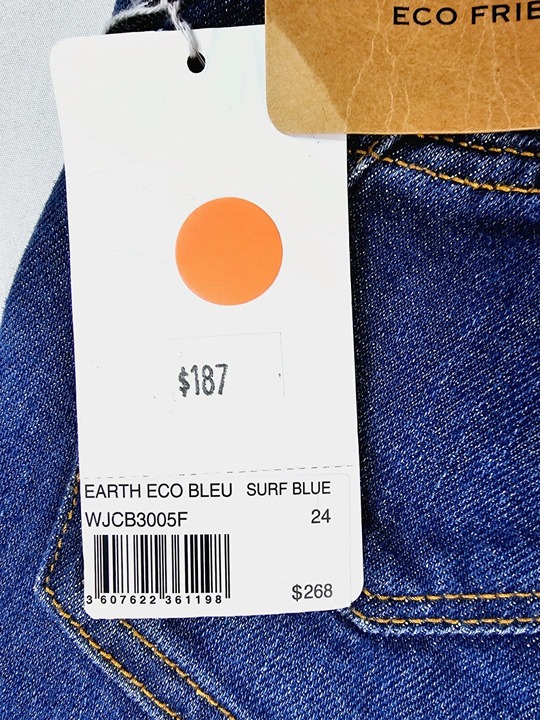 ECO FRIE
$187
EARTH ECO BLEU SURF BLUE
WJCB3005F 24
3 607622 361198
$268